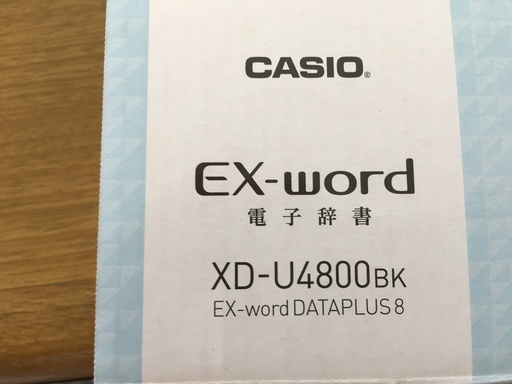 CASIO®
EX-word
電子辞書
XD-U4800BK
EX-word DATAPLUS 8